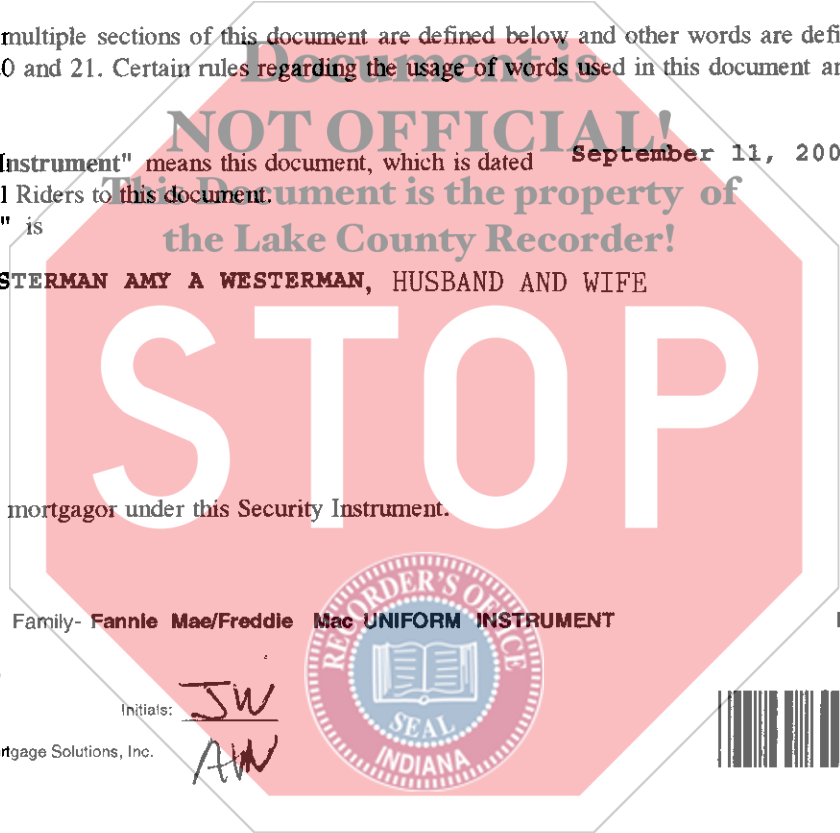 multiple sections of this document are defined below and other words are defi
0 and 21. Certain rules regarding the usage of words used in this document ar
Document is
NOT OFFICIAL!
Instrument" means this document, which is dated September 11, 200
This Document is the property of
l Riders to this document.
" is
the Lake County Recorder!
STERMAN AMY A WESTERMAN, HUSBAND AND WIFE
STOP
mortgagor under this Security Instrument.
RECORDER'S OFFICE
Family- Fannie Mae/Freddie Mac UNIFORM INSTRUMENT
Initials: JW
SEAL
rtgage Solutions, Inc. AW
INDIANA